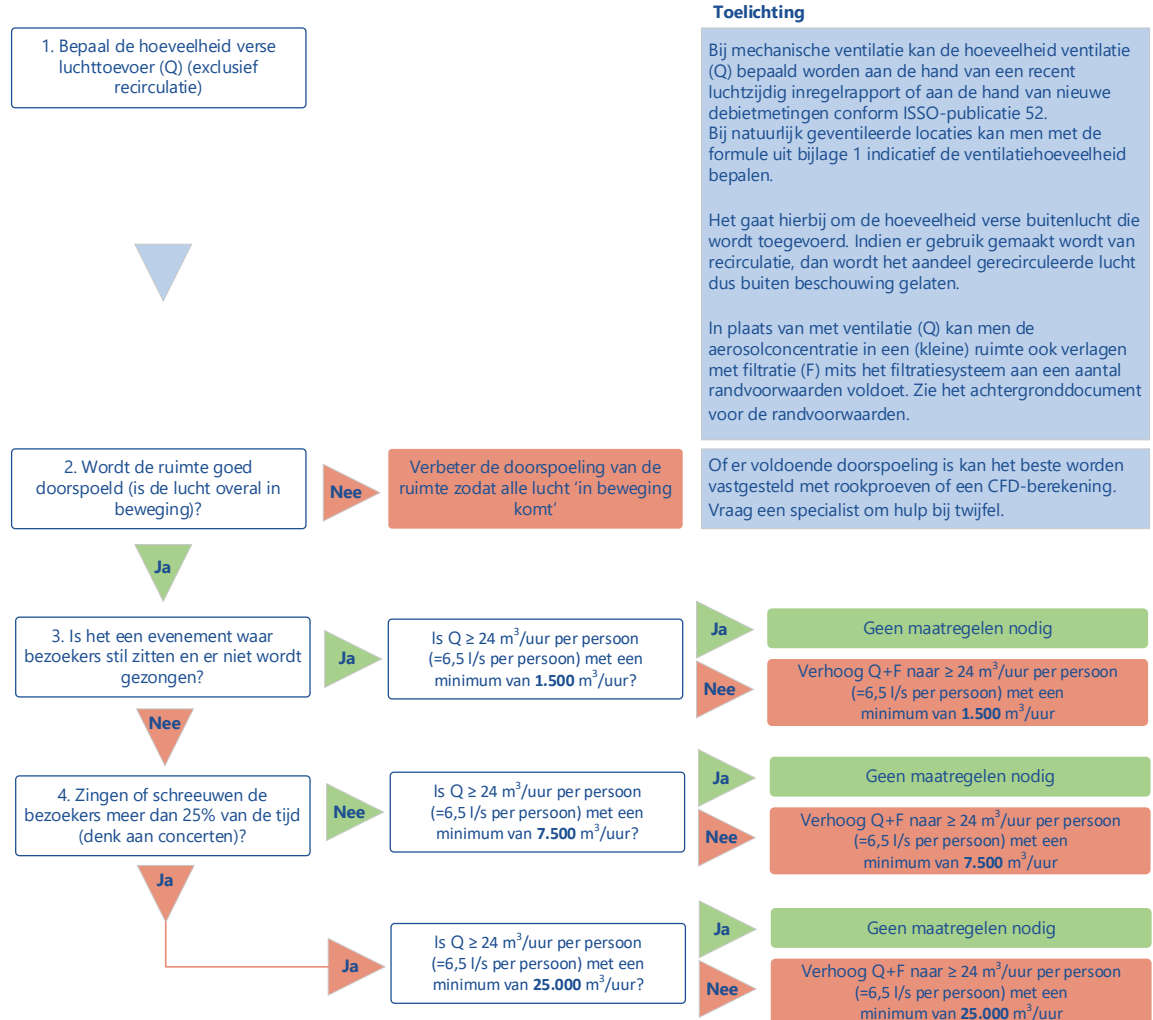 Toelichting
1. Bepaal de hoeveelheid verse
luchttoevoer (Q) (exclusief
recirculatie)
Bij mechanische ventilatie kan de hoeveelheid ventilatie
(Q) bepaald worden aan de hand van een recent
luchtzijdig inregelrapport of aan de hand van nieuwe
debietmetingen conform ISSO-publicatie 52.
Bij natuurlijk geventileerde locaties kan men met de
formule uit bijlage 1 indicatief de ventilatiehoeveelheid
bepalen.
Het gaat hierbij om de hoeveelheid verse buitenlucht die
wordt toegevoerd. Indien er gebruik gemaakt wordt van
recirculatie, dan wordt het aandeel gerecirculeerde lucht
dus buiten beschouwing gelaten.
In plaats van met ventilatie (Q) kan men de
aerosolconcentratie in een (kleine) ruimte ook verlagen
met filtratie (F) mits het filtratiesysteem aan een aantal
randvoorwaarden voldoet. Zie het achtergronddocument
voor de randvoorwaarden.
2. Wordt de ruimte goed
doorspoeld (is de lucht overal in
beweging)?
Nee
Verbeter de doorspoeling van de
ruimte zodat alle lucht ‘in beweging
komt’
Of er voldoende doorspoeling is kan het beste worden
vastgesteld met rookproeven of een CFD-berekening.
Vraag een specialist om hulp bij twijfel.
Ja
3. Is het een evenement waar
bezoekers stil zitten en er niet wordt
gezongen?
Ja
Is Q ≥ 24 m³/uur per persoon
(=6,5 l/s per persoon) met een
minimum van 1.500 m³/uur?
Ja
Geen maatregelen nodig
Nee
Verhoog Q+F naar ≥ 24 m³/uur per persoon
(=6,5 l/s per persoon) met een
minimum van 1.500 m³/uur
Nee
4. Zingen of schreeuwen de
bezoekers meer dan 25% van de tijd
(denk aan concerten)?
Nee
Is Q ≥ 24 m³/uur per persoon
(=6,5 l/s per persoon) met een
minimum van 7.500 m³/uur?
Ja
Geen maatregelen nodig
Nee
Verhoog Q+F naar ≥ 24 m³/uur per persoon
(=6,5 l/s per persoon) met een
minimum van 7.500 m³/uur
Ja
Ja
Is Q ≥ 24 m³/uur per persoon
(=6,5 l/s per persoon) met een
minimum van 25.000 m³/uur?
Ja
Geen maatregelen nodig
Nee
Verhoog Q+F naar ≥ 24 m³/uur per persoon
(=6,5 l/s per persoon) met een
minimum van 25.000 m³/uur